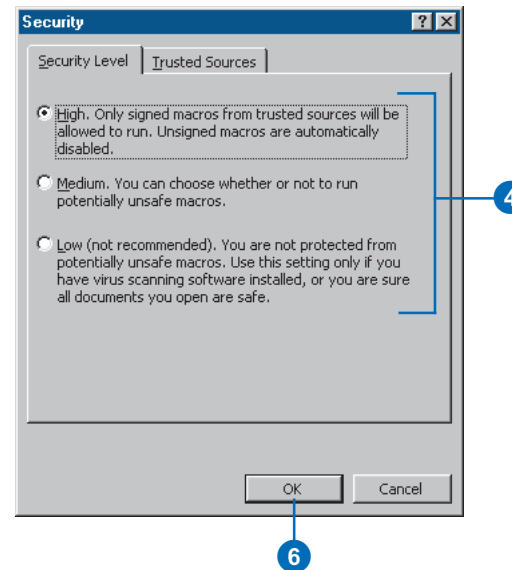 Security
? ×
Security Level
Trusted Sources
High. Only signed macros from trusted sources will be
allowed to run. Unsigned macros are automatically
disabled.
Medium. You can choose whether or not to run
potentially unsafe macros.
Low (not recommended). You are not protected from
potentially unsafe macros. Use this setting only if you
have virus scanning software installed, or you are sure
all documents you open are safe.
4
OK
Cancel
6